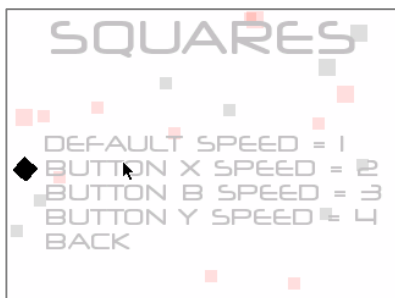 SQUARES
DEFAULT SPEED = 1
BUTTON X SPEED = 2
BUTTON B SPEED = 3
BUTTON Y SPEED = 4
BACK